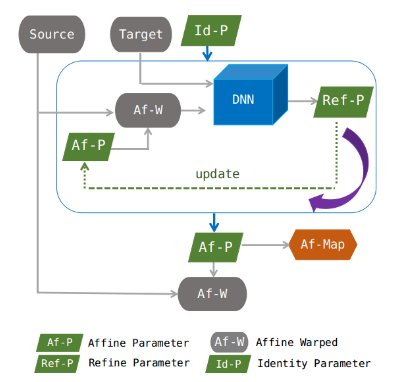 Source
Target
Id-P
DNN
Ref-P
Af-W
Af-P
update
Af-P
Af-Map
Af-W
Af-P Affine Parameter
Af-W Affine Warped
Ref-P Refine Parameter
Id-P Identity Parameter